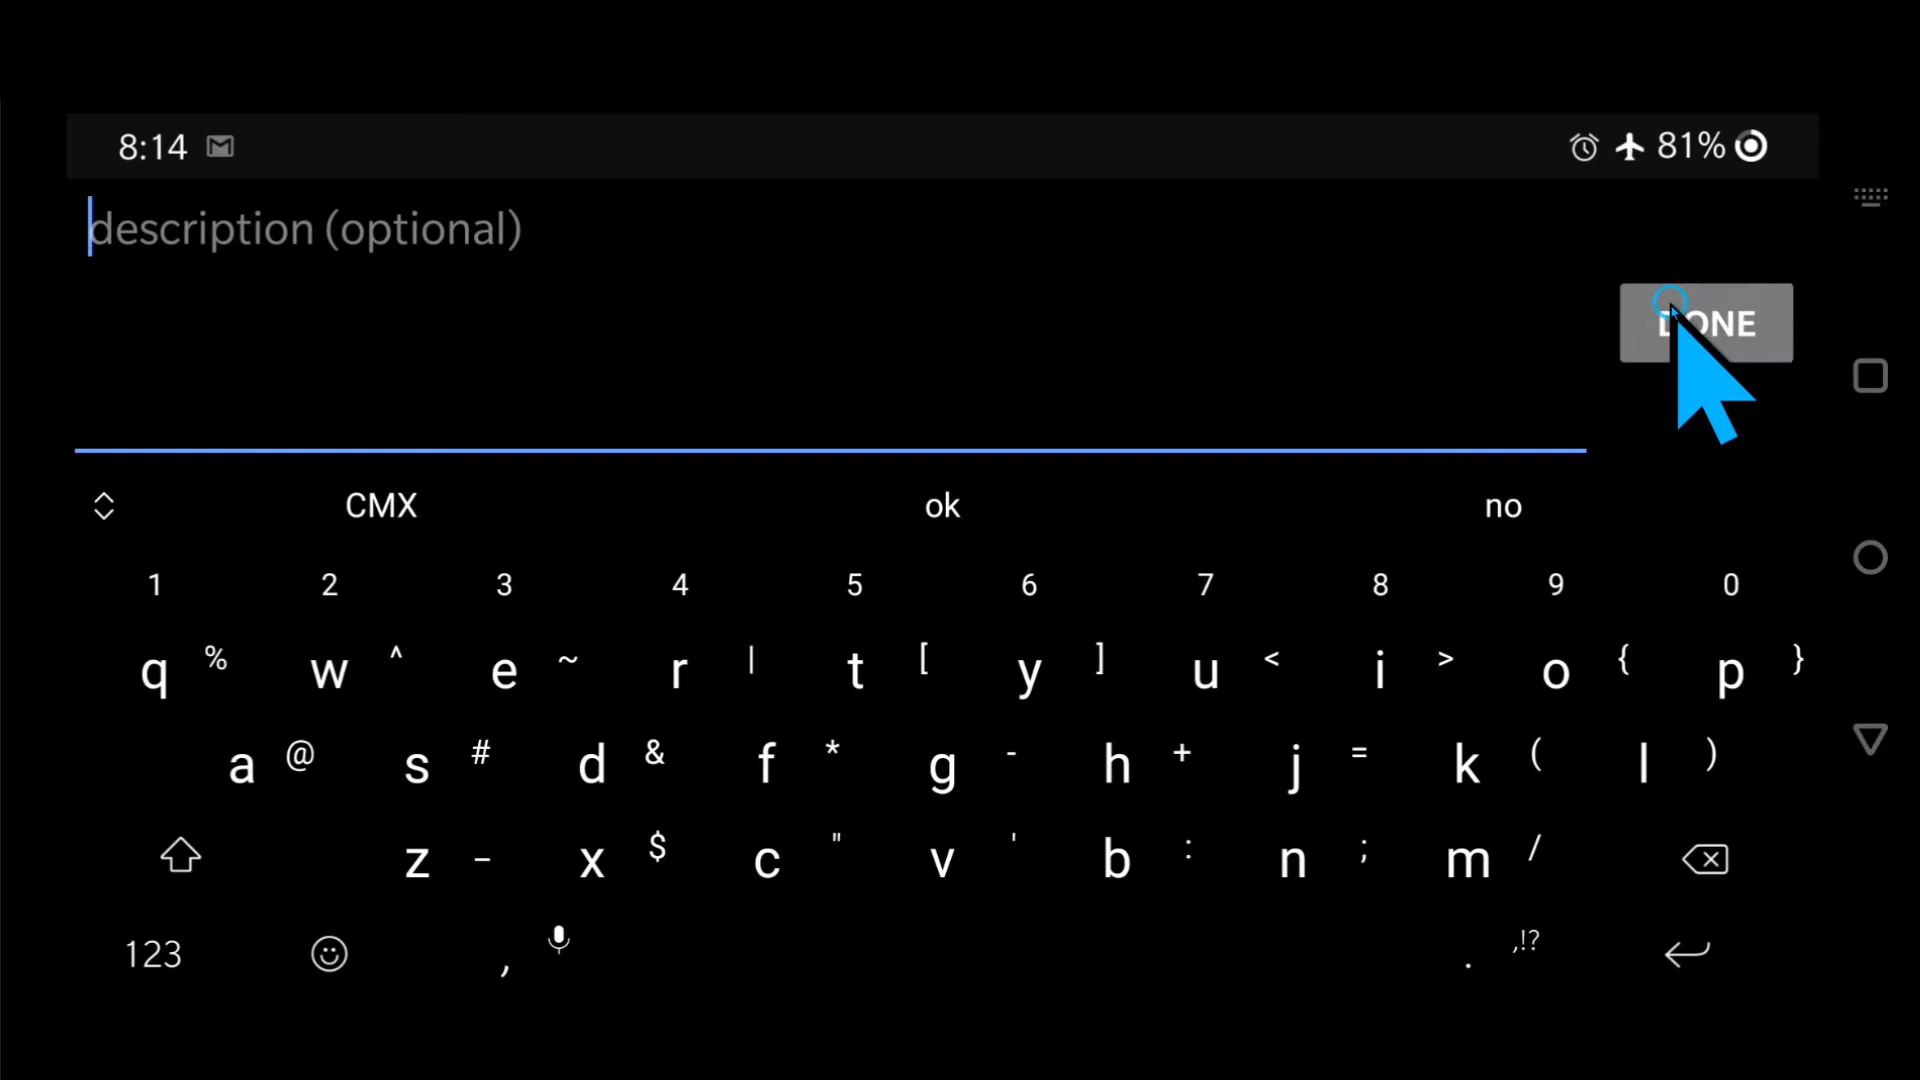 8:14 81%
description (optional)
DONE
CMX ok no
1 2 3 4 5 6 7 8 9 0
q % w ^ e ~ r | t [ y ] u < i > o { p }
a @ s # d & f * g - h + j = k ( l )
z _ x $ c " v ' b : n ; m /
123 , . ,!?